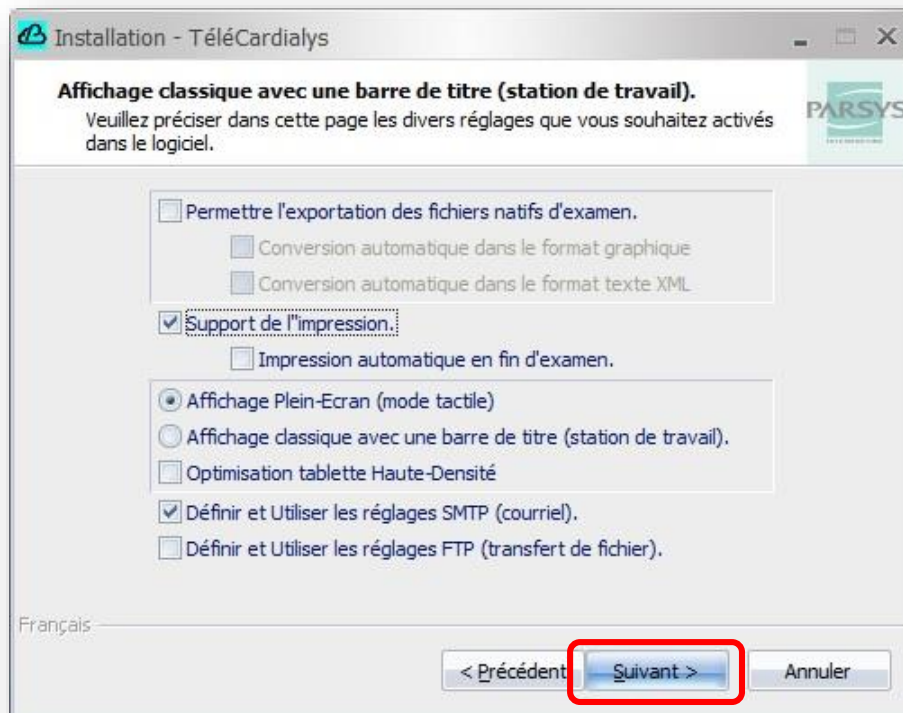 Installation - TéléCardialys
Affichage classique avec une barre de titre (station de travail).
Veuillez préciser dans cette page les divers réglages que vous souhaitez activés
dans le logiciel.
PARSYS
Permettre l'exportation des fichiers natifs d'examen.
Conversion automatique dans le format graphique
Conversion automatique dans le format texte XML
Support de l''impression.
Impression automatique en fin d'examen.
Affichage Plein-Ecran (mode tactile)
Affichage classique avec une barre de titre (station de travail).
Optimisation tablette Haute-Densité
Définir et Utiliser les réglages SMTP (courriel).
Définir et Utiliser les réglages FTP (transfert de fichier).
Français
< Précédent
Suivant >
Annuler